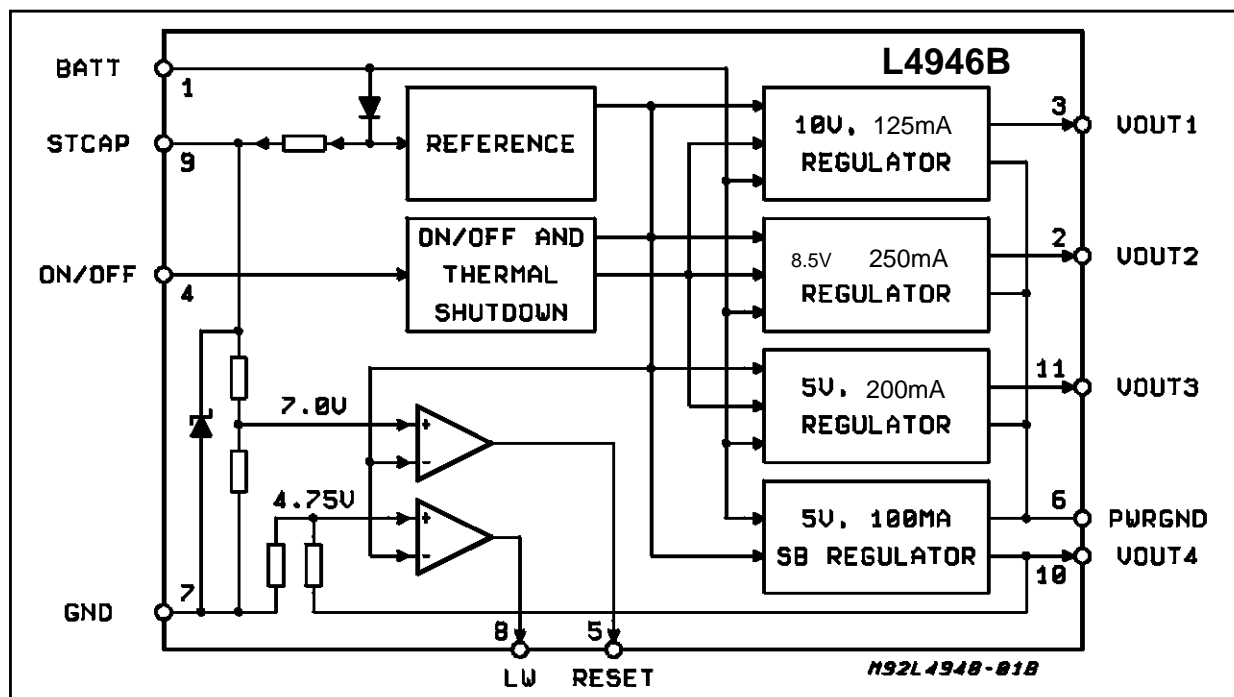 L4946B
BATT
1
STCAP
9
ON/OFF
4
GND
7
REFERENCE
ON/OFF AND
THERMAL
SHUTDOWN
7.0V
+
-
4.75V
+
-
10V, 125mA
REGULATOR
8.5V 250mA
REGULATOR
5V, 200mA
REGULATOR
5V, 100MA
SB REGULATOR
3
VOUT1
2
VOUT2
11
VOUT3
6
PWRGND
10
VOUT4
8
LW
5
RESET
M92L4948-01B